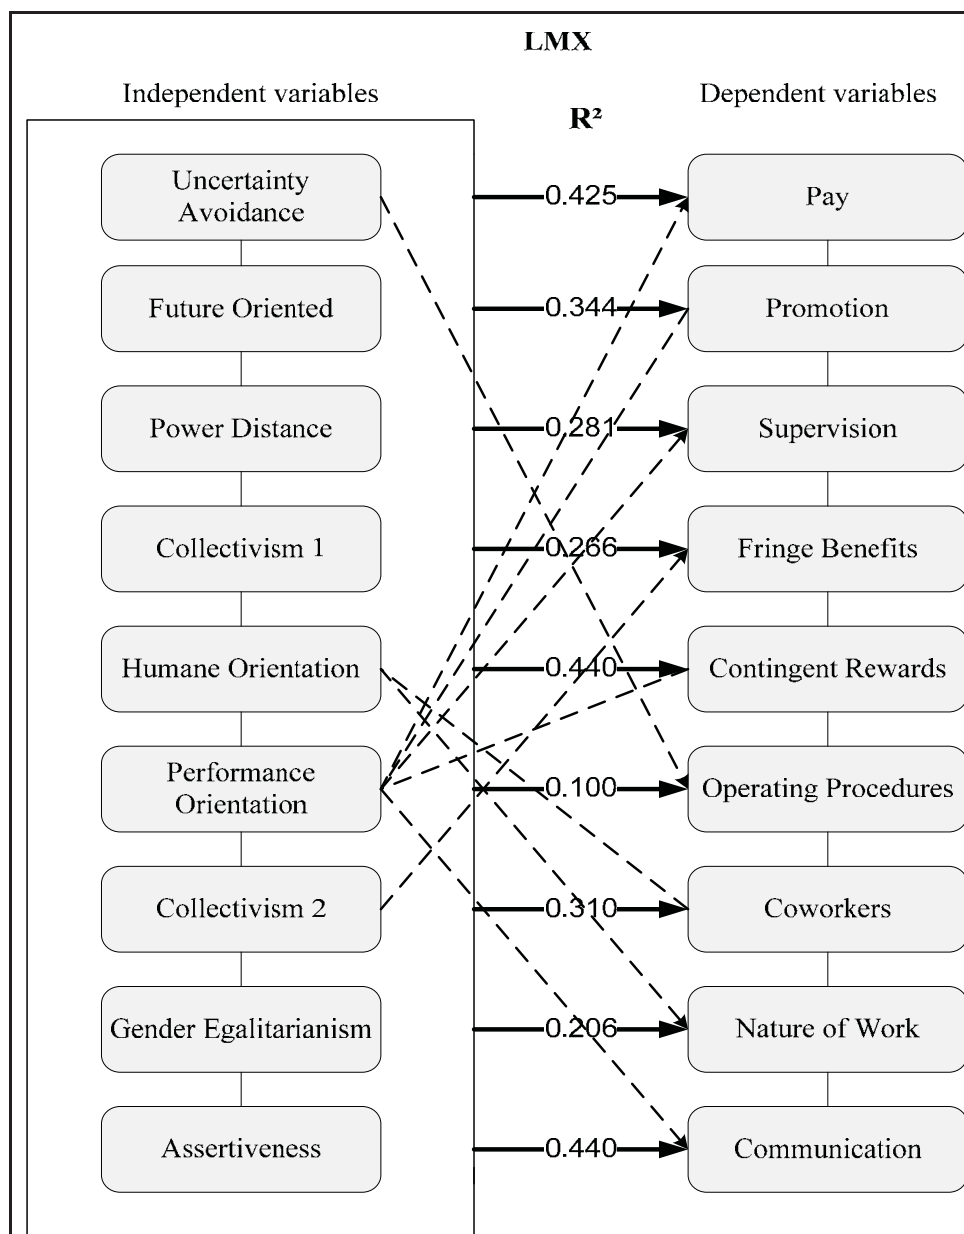 LMX
Independent variables
R²
Dependent variables
Uncertainty
Avoidance
0.425
Pay
Future Oriented
0.344
Promotion
Power Distance
0.281
Supervision
Collectivism 1
0.266
Fringe Benefits
Humane Orientation
0.440
Contingent Rewards
Performance
Orientation
0.100
Operating Procedures
Collectivism 2
0.310
Coworkers
Gender Egalitarianism
0.206
Nature of Work
Assertiveness
0.440
Communication